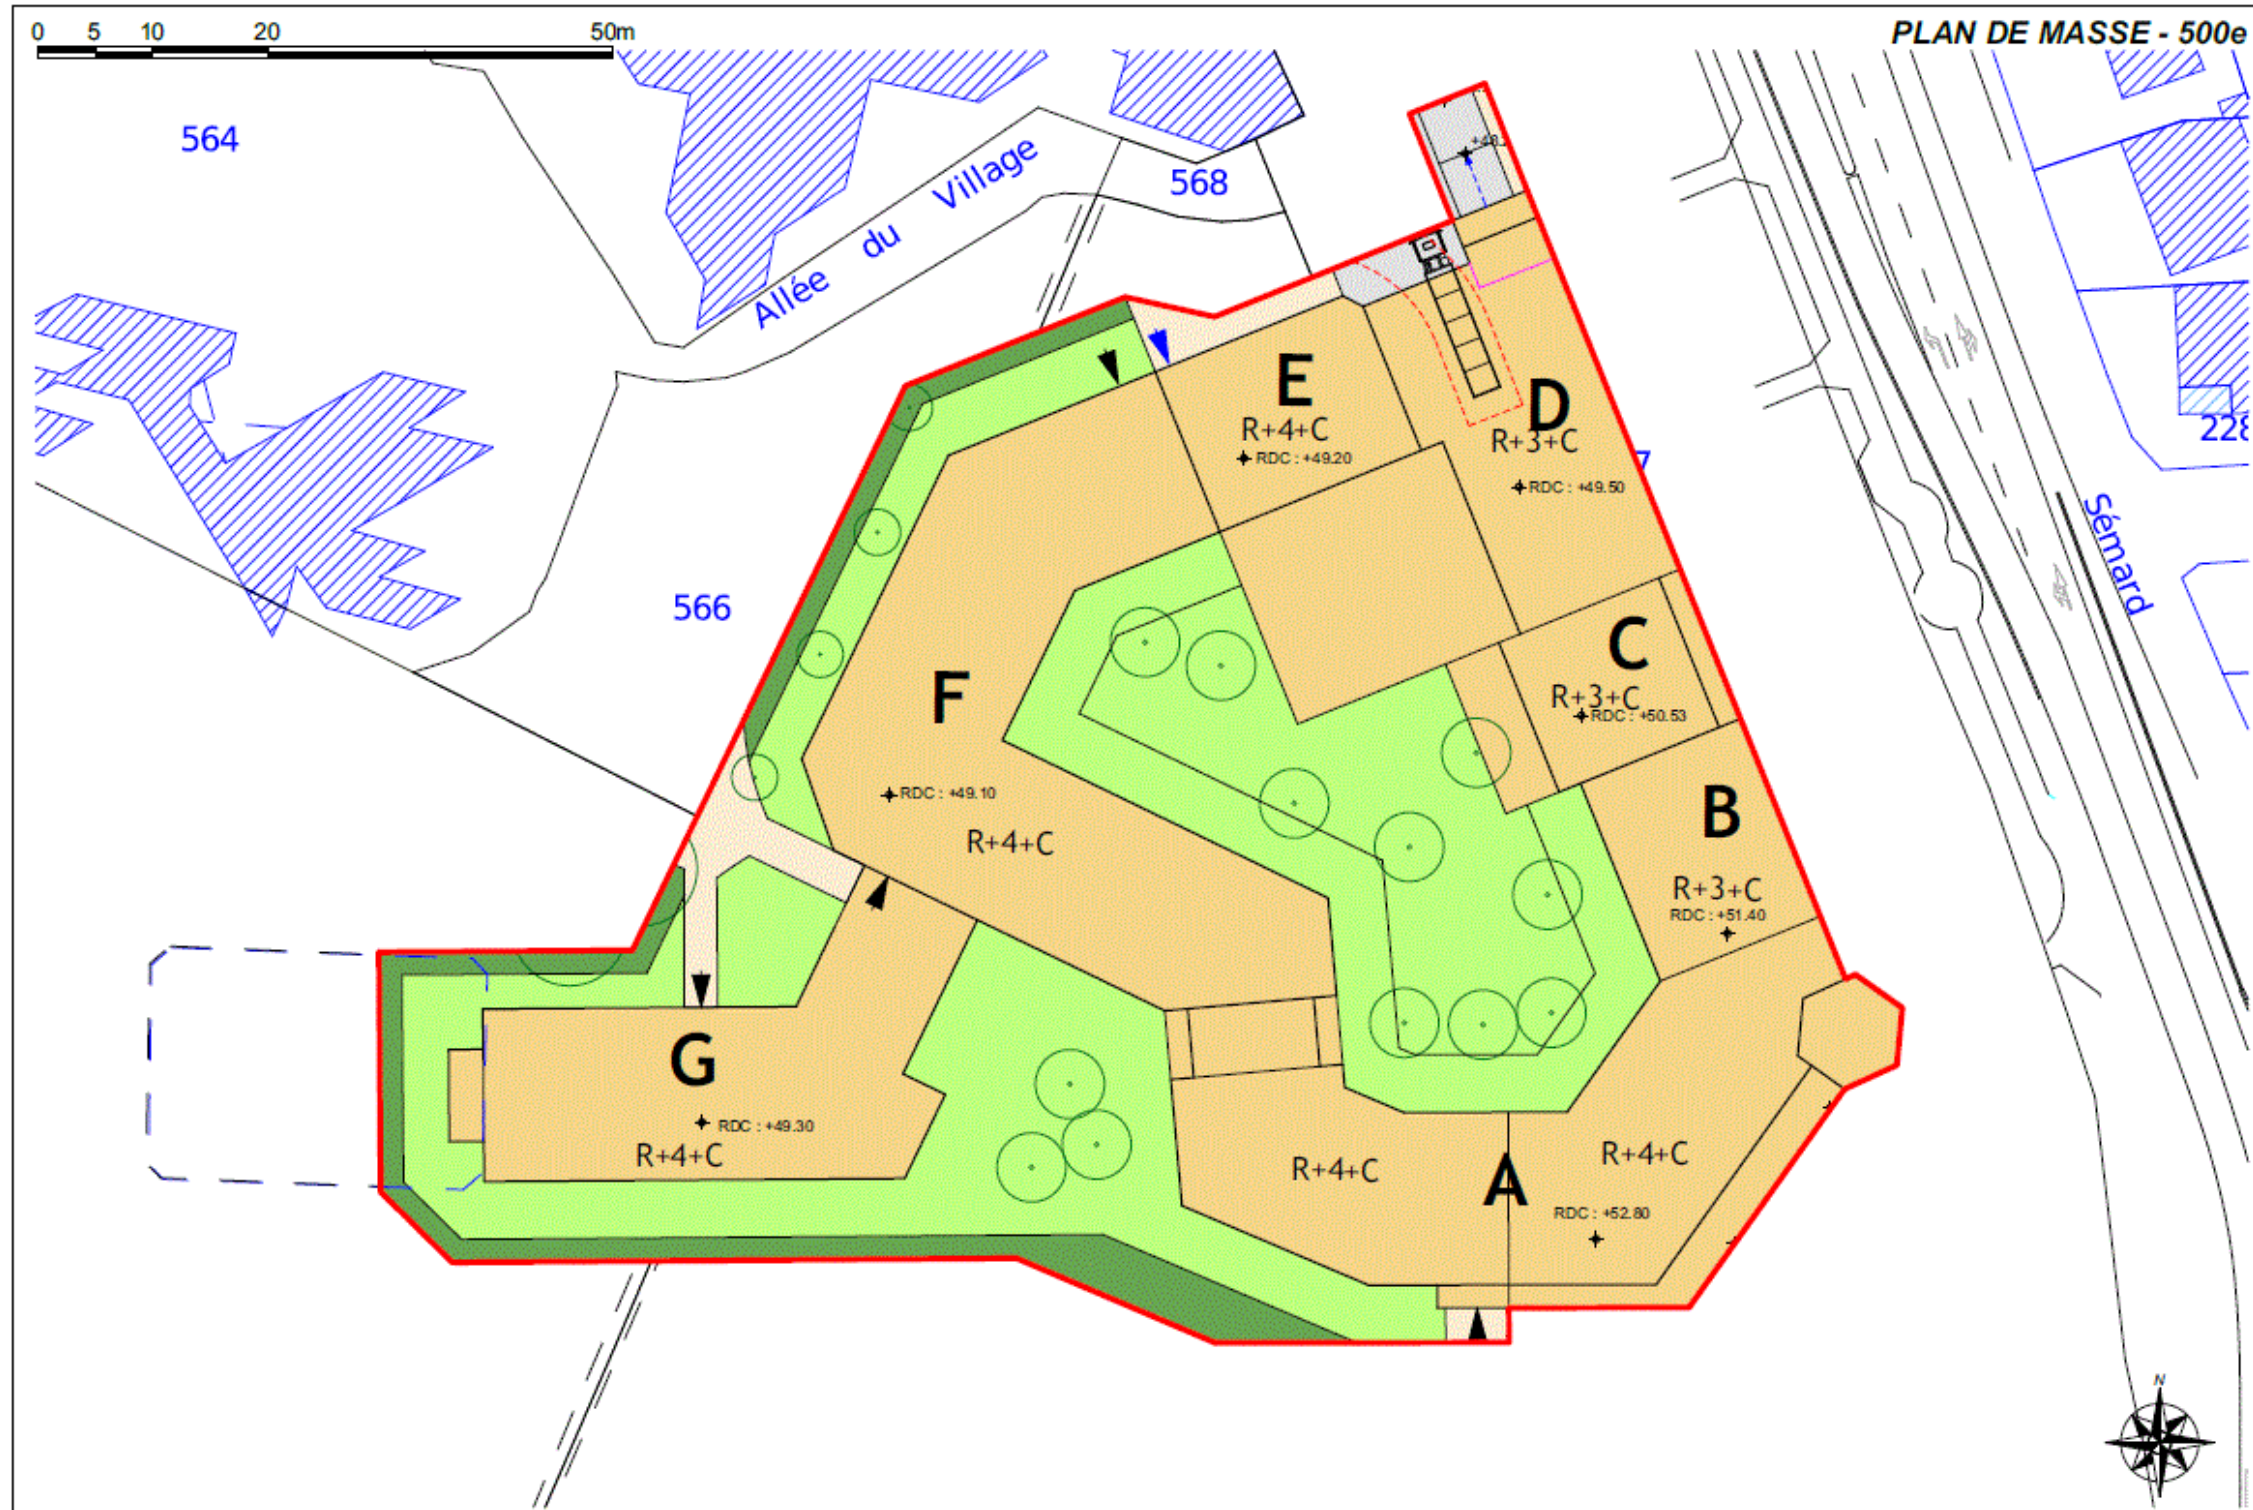 0 5 10 20 50m
PLAN DE MASSE - 500e
564
Allée du Village
568
566
Sémard
E
R+4+C
RDC : +49.20
D
R+3+C
RDC : +49.50
C
R+3+C
RDC : +50.53
B
R+3+C
RDC : +51.40
F
RDC : +49.10
R+4+C
G
RDC : +49.30
R+4+C
A
R+4+C
R+4+C
RDC : +52.80
N